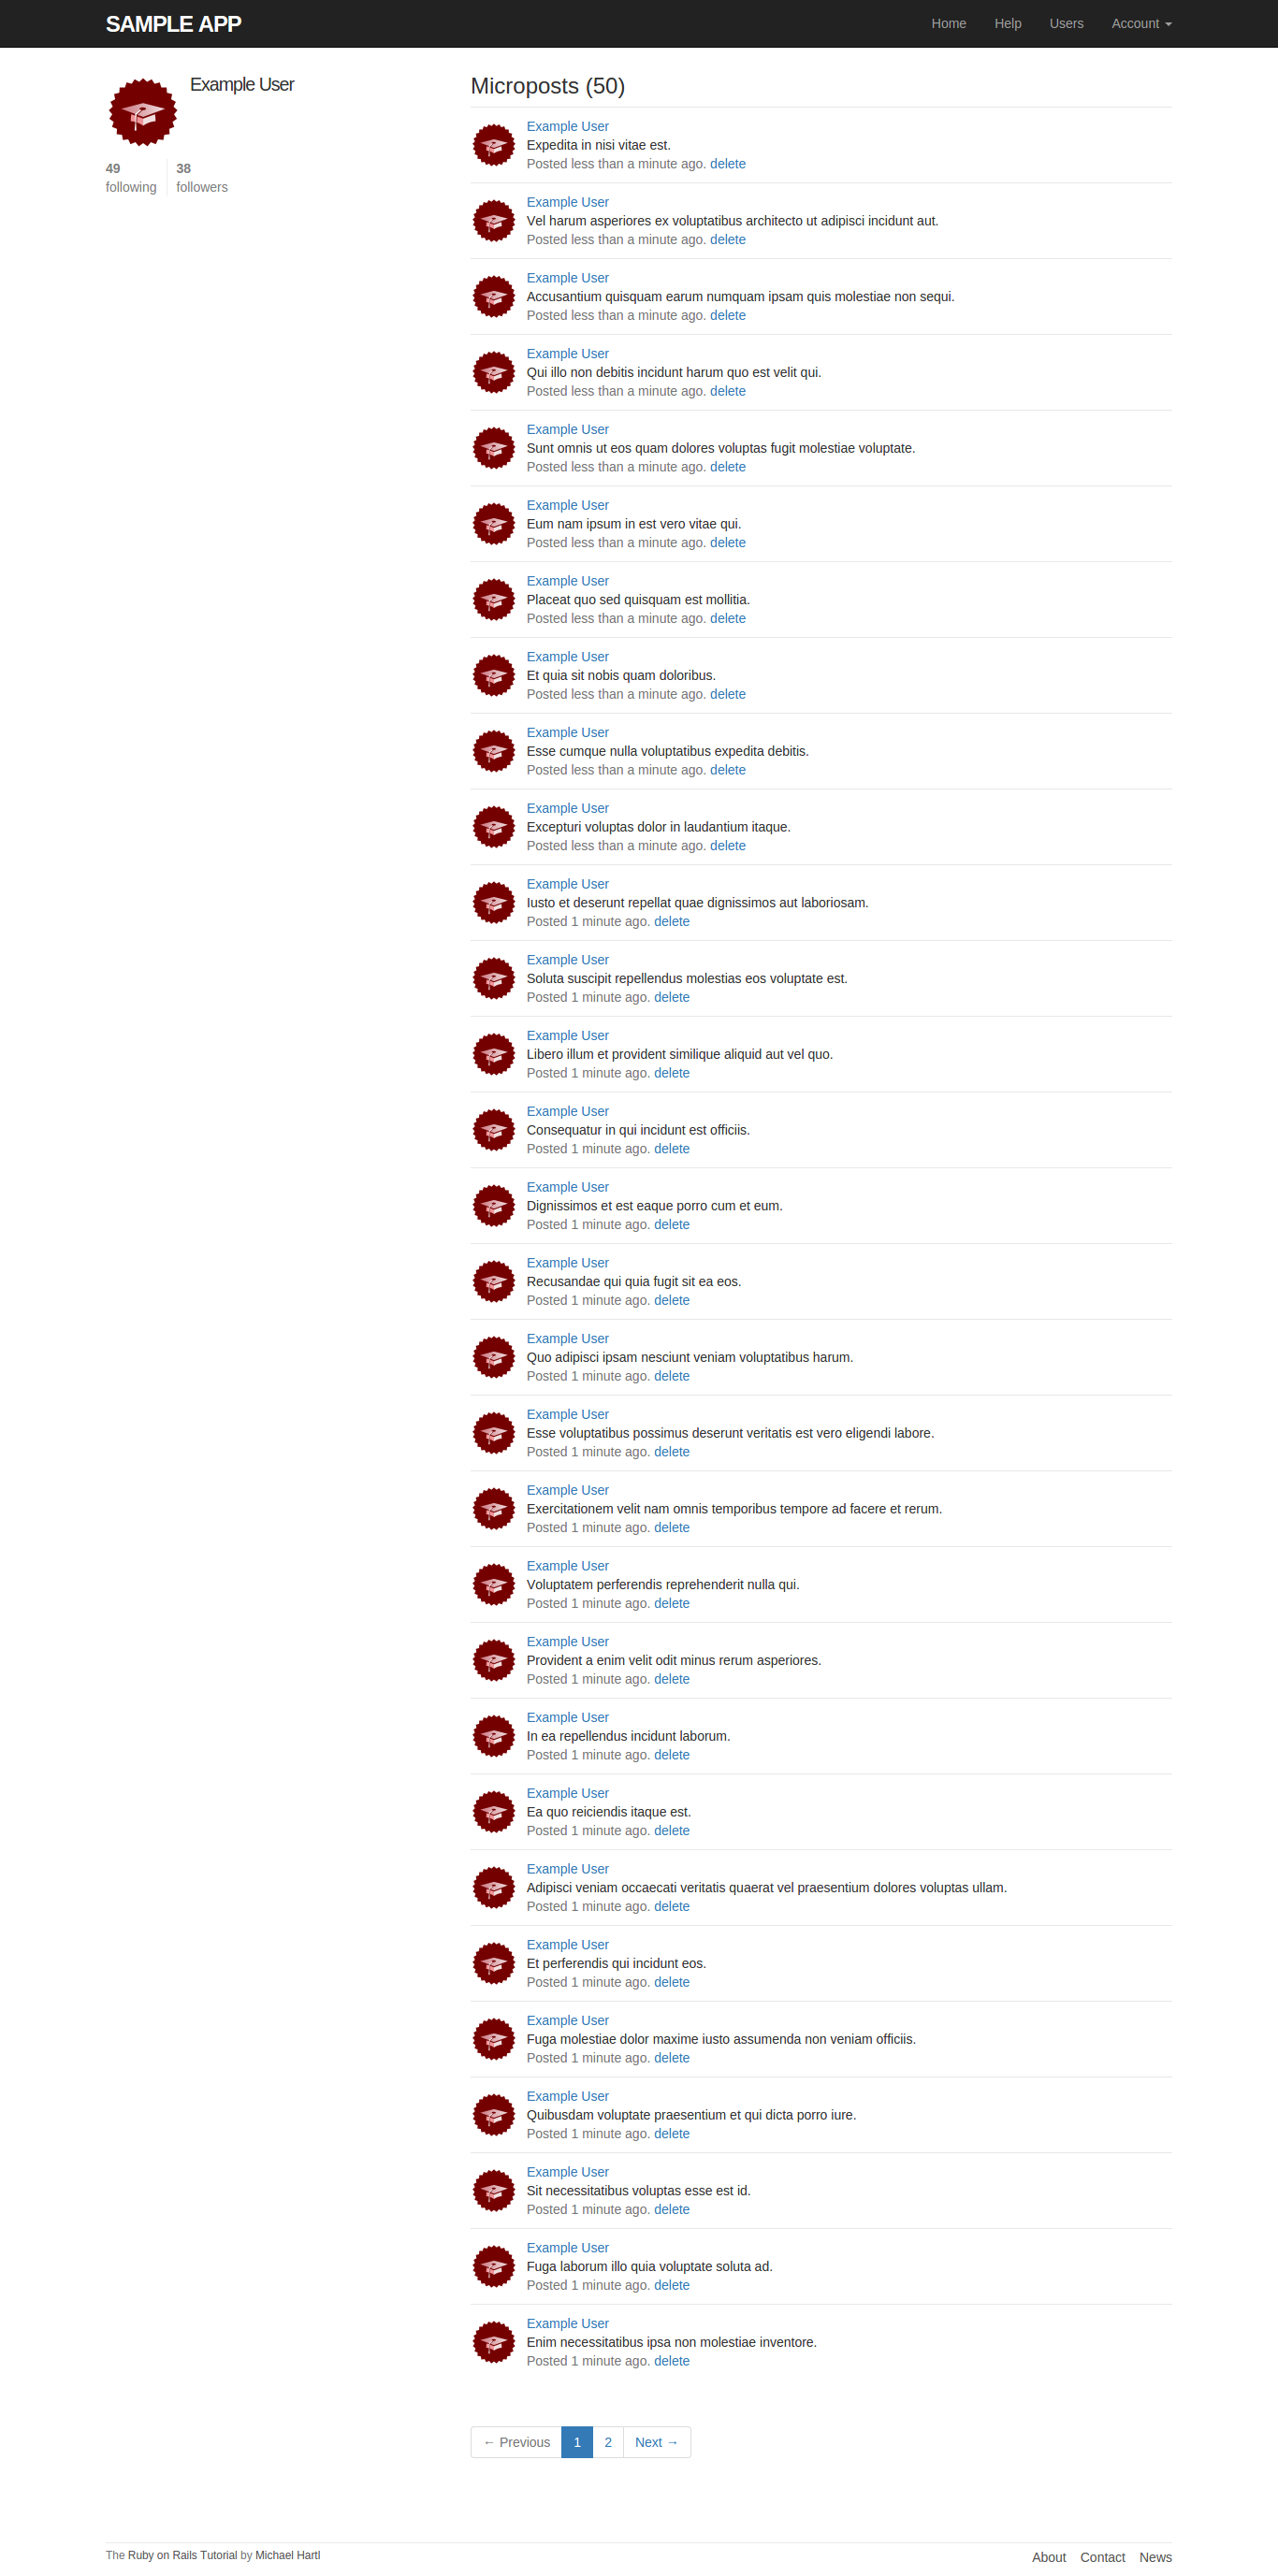 SAMPLE APP
Home Help Users Account
Example User
49 38
following followers
Microposts (50)
Example User
Expedita in nisi vitae est.
Posted less than a minute ago. delete
Example User
Vel harum asperiores ex voluptatibus architecto ut adipisci incidunt aut.
Posted less than a minute ago. delete
Example User
Accusantium quisquam earum numquam ipsam quis molestiae non sequi.
Posted less than a minute ago. delete
Example User
Qui illo non debitis incidunt harum quo est velit qui.
Posted less than a minute ago. delete
Example User
Sunt omnis ut eos quam dolores voluptas fugit molestiae voluptate.
Posted less than a minute ago. delete
Example User
Eum nam ipsum in est vero vitae qui.
Posted less than a minute ago. delete
Example User
Placeat quo sed quisquam est mollitia.
Posted less than a minute ago. delete
Example User
Et quia sit nobis quam doloribus.
Posted less than a minute ago. delete
Example User
Esse cumque nulla voluptatibus expedita debitis.
Posted less than a minute ago. delete
Example User
Excepturi voluptas dolor in laudantium itaque.
Posted less than a minute ago. delete
Example User
Iusto et deserunt repellat quae dignissimos aut laboriosam.
Posted 1 minute ago. delete
Example User
Soluta suscipit repellendus molestias eos voluptate est.
Posted 1 minute ago. delete
Example User
Libero illum et provident similique aliquid aut vel quo.
Posted 1 minute ago. delete
Example User
Consequatur in qui incidunt est officiis.
Posted 1 minute ago. delete
Example User
Dignissimos et est eaque porro cum et eum.
Posted 1 minute ago. delete
Example User
Recusandae qui quia fugit sit ea eos.
Posted 1 minute ago. delete
Example User
Quo adipisci ipsam nesciunt veniam voluptatibus harum.
Posted 1 minute ago. delete
Example User
Esse voluptatibus possimus deserunt veritatis est vero eligendi labore.
Posted 1 minute ago. delete
Example User
Exercitationem velit nam omnis temporibus tempore ad facere et rerum.
Posted 1 minute ago. delete
Example User
Voluptatem perferendis reprehenderit nulla qui.
Posted 1 minute ago. delete
Example User
Provident a enim velit odit minus rerum asperiores.
Posted 1 minute ago. delete
Example User
In ea repellendus incidunt laborum.
Posted 1 minute ago. delete
Example User
Ea quo reiciendis itaque est.
Posted 1 minute ago. delete
Example User
Adipisci veniam occaecati veritatis quaerat vel praesentium dolores voluptas ullam.
Posted 1 minute ago. delete
Example User
Et perferendis qui incidunt eos.
Posted 1 minute ago. delete
Example User
Fuga molestiae dolor maxime iusto assumenda non veniam officiis.
Posted 1 minute ago. delete
Example User
Quibusdam voluptate praesentium et qui dicta porro iure.
Posted 1 minute ago. delete
Example User
Sit necessitatibus voluptas esse est id.
Posted 1 minute ago. delete
Example User
Fuga laborum illo quia voluptate soluta ad.
Posted 1 minute ago. delete
Example User
Enim necessitatibus ipsa non molestiae inventore.
Posted 1 minute ago. delete
← Previous 1 2 Next →
The Ruby on Rails Tutorial by Michael Hartl
About Contact News